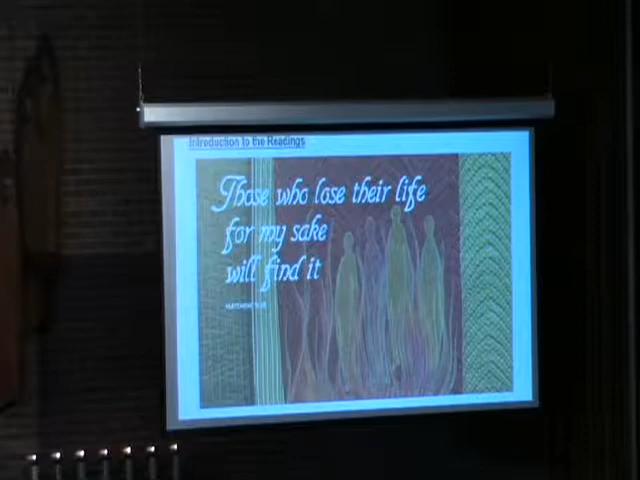 Introduction to the Readings
Those who lose their life
for my sake
will find it